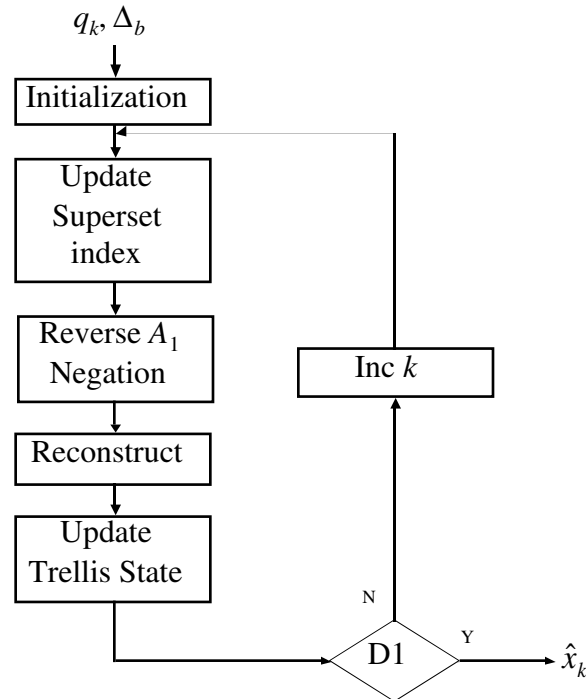 q_k, Δ_b
Initialization
Update
Superset
index
Reverse A_1
Negation
Inc k
Reconstruct
Update
Trellis State
N
D1
Y
x̂_k